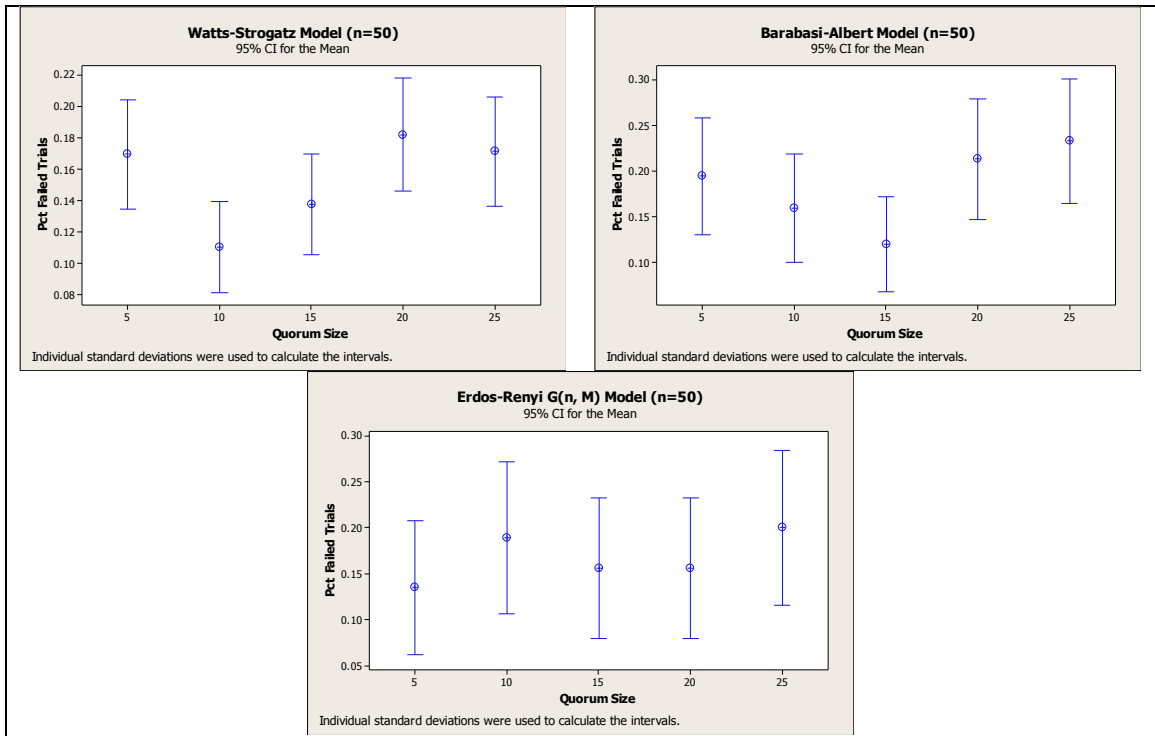 Watts-Strogatz Model (n=50)
95% CI for the Mean
0.22
0.20
0.18
0.16
0.14
0.12
0.10
0.08
Pct Failed Trials
5 10 15 20 25
Quorum Size
Individual standard deviations were used to calculate the intervals.
Barabasi-Albert Model (n=50)
95% CI for the Mean
0.30
0.25
0.20
0.15
0.10
Pct Failed Trials
5 10 15 20 25
Quorum Size
Individual standard deviations were used to calculate the intervals.
Erdos-Renyi G(n, M) Model (n=50)
95% CI for the Mean
0.30
0.25
0.20
0.15
0.10
0.05
Pct Failed Trials
5 10 15 20 25
Quorum Size
Individual standard deviations were used to calculate the intervals.